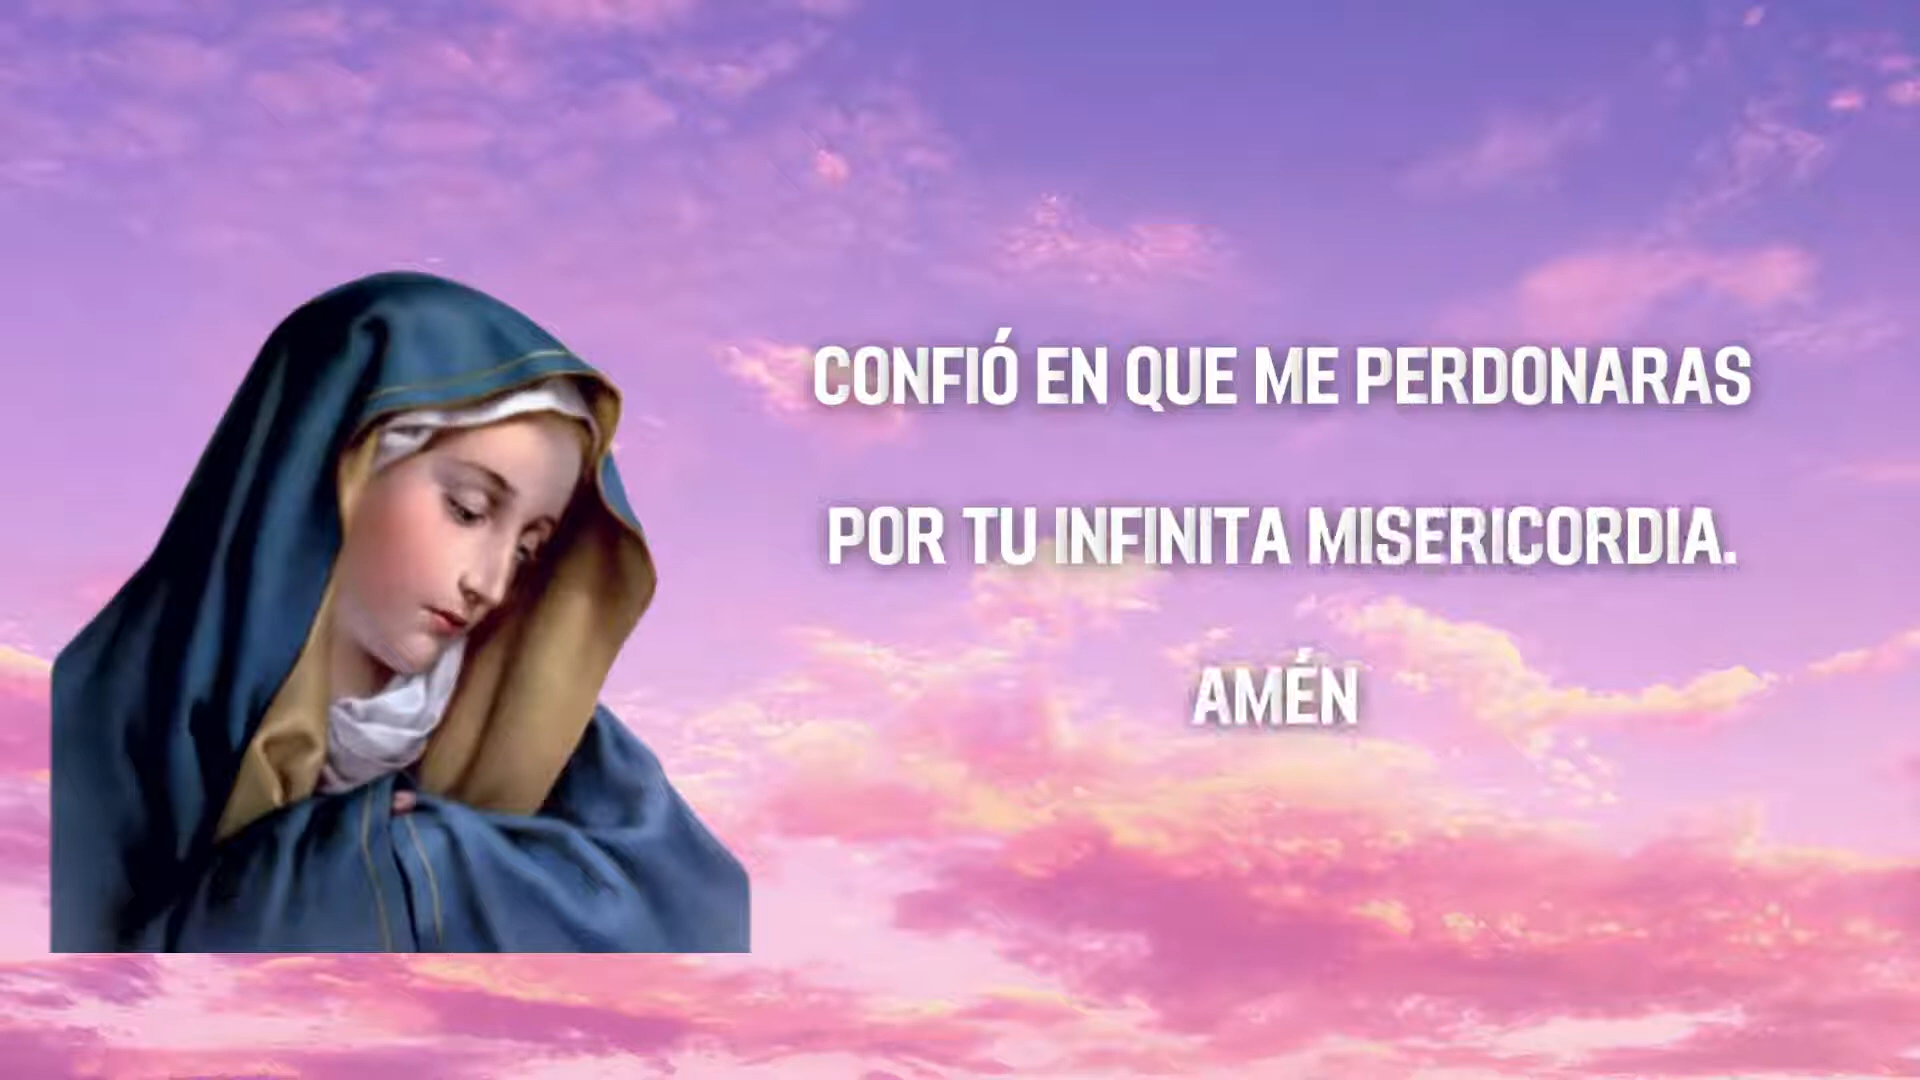 CONFIÓ EN QUE ME PERDONARAS
POR TU INFINITA MISERICORDIA.
AMÉN